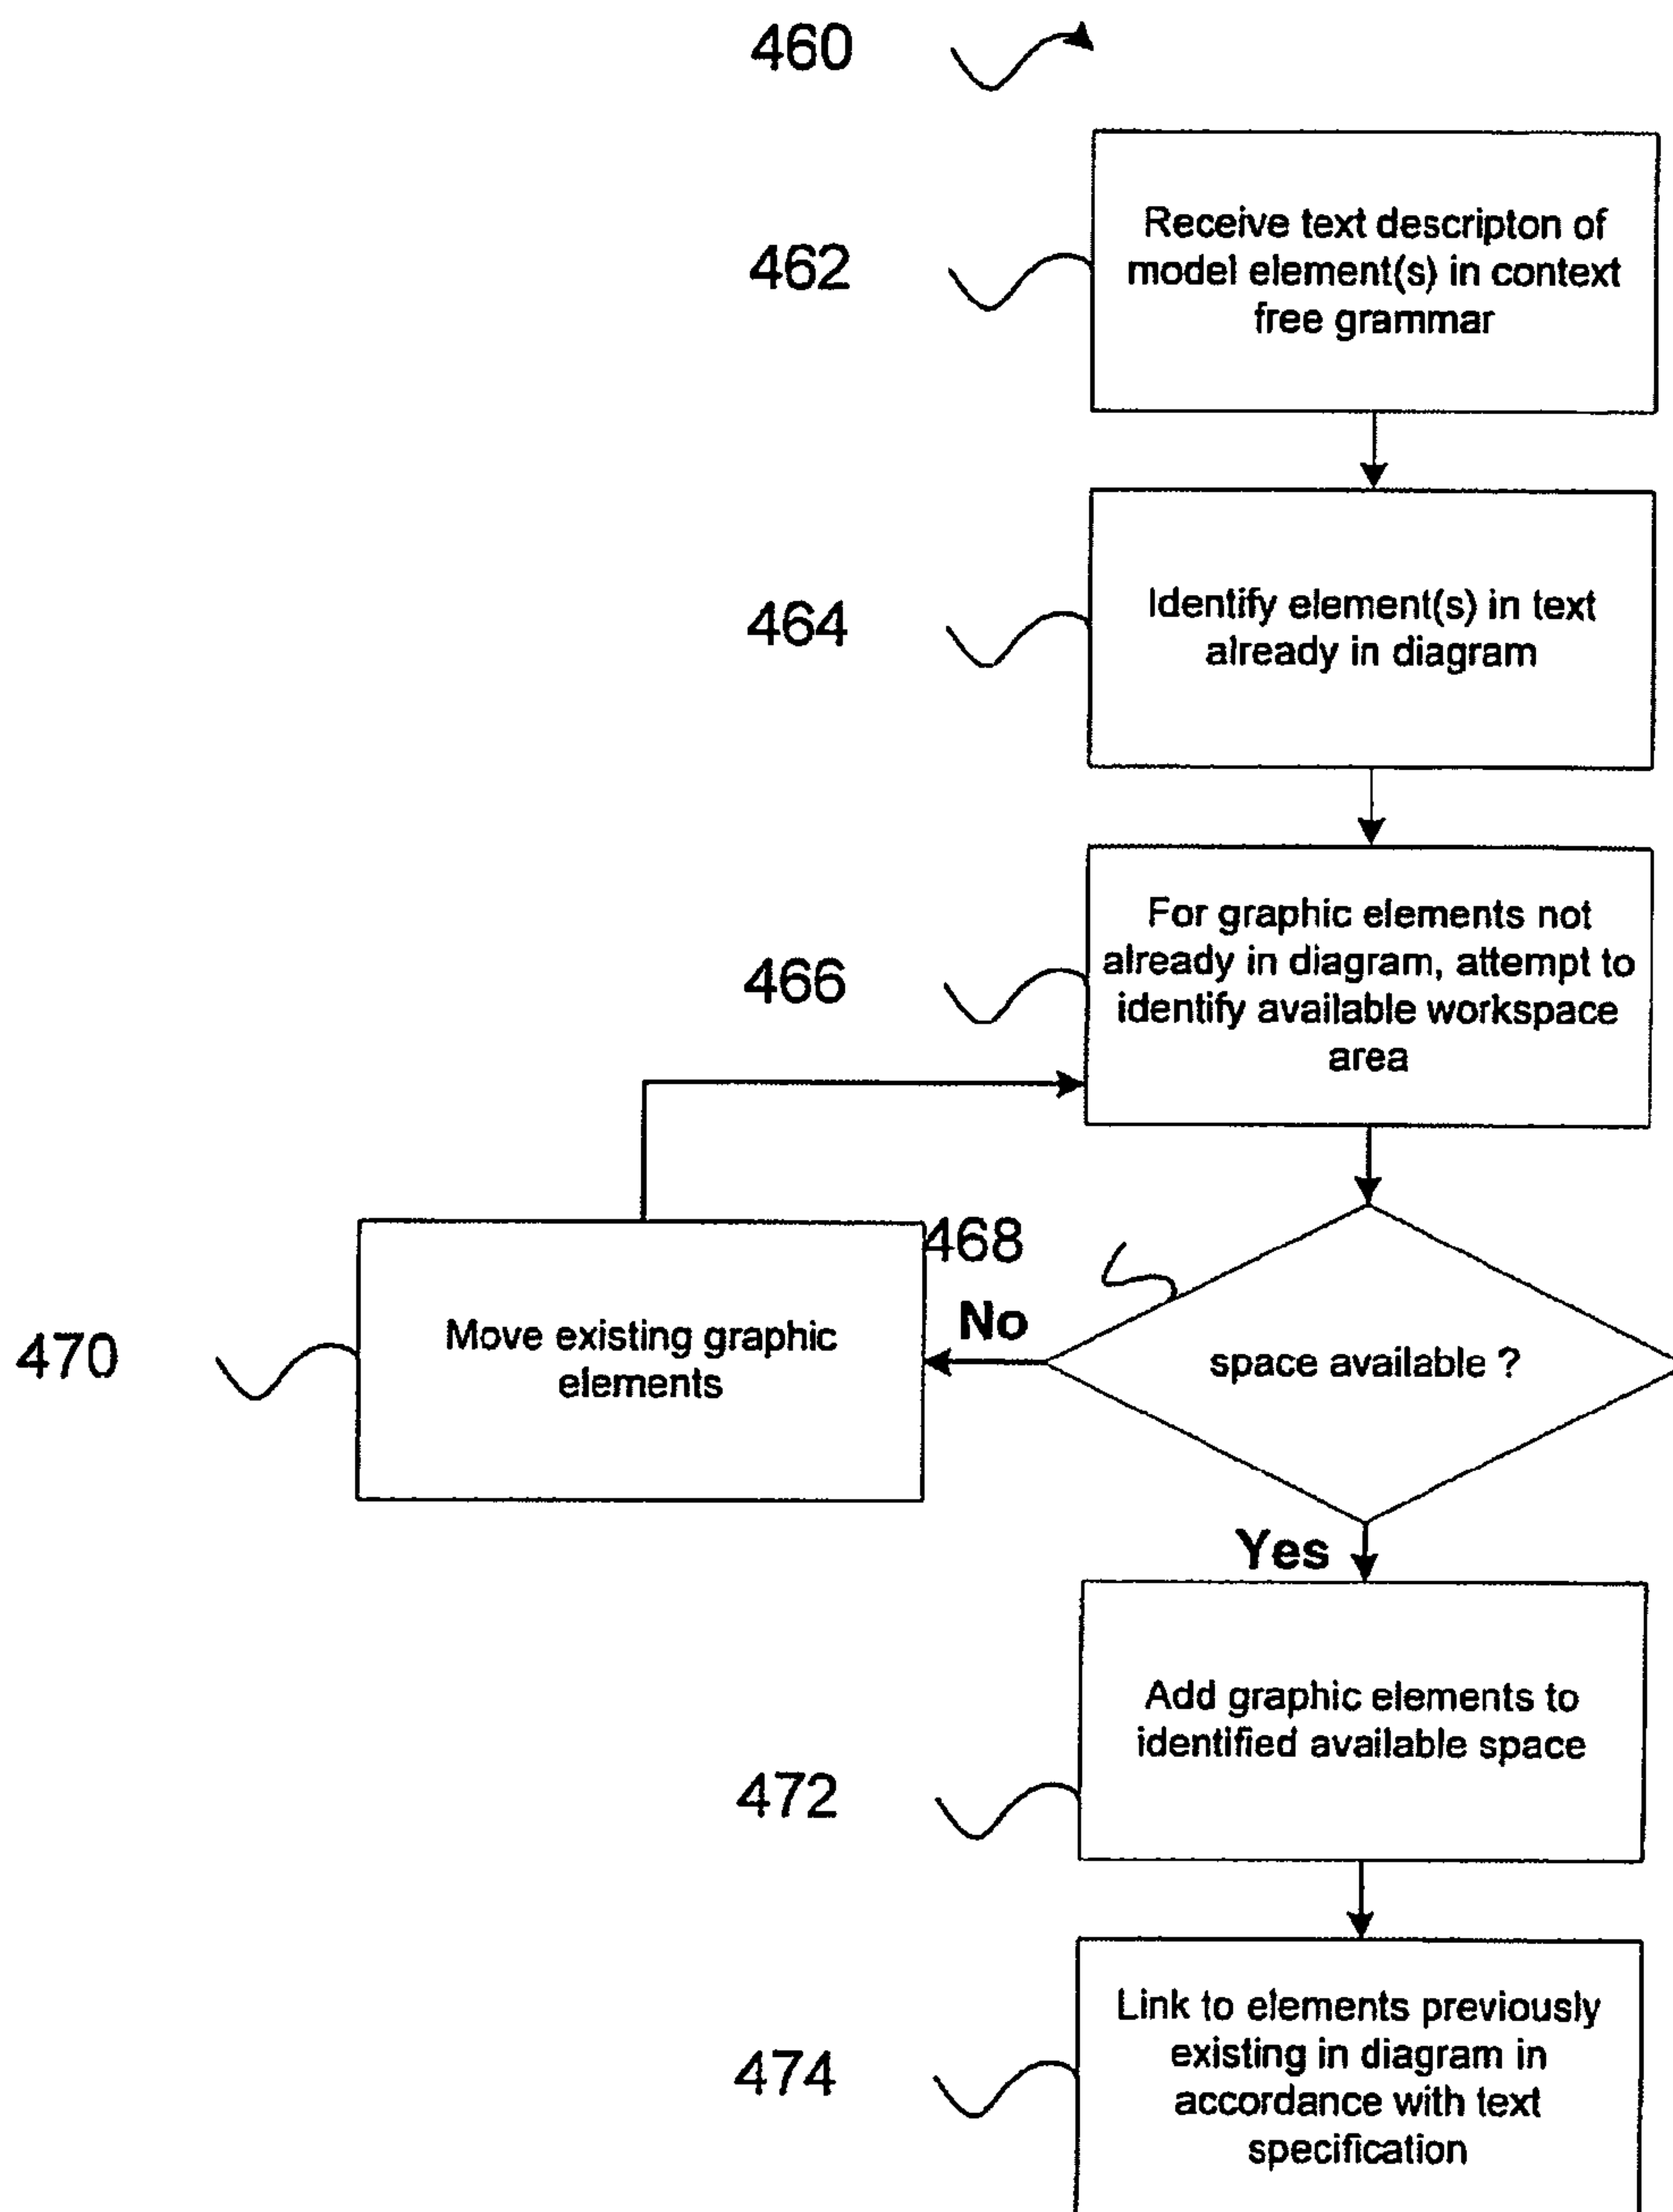 460
462
Receive text descripton of
model element(s) in context
free grammar
464
Identify element(s) in text
already in diagram
466
For graphic elements not
already in diagram, attempt to
identify available workspace
area
468
470
Move existing graphic
elements
No
space available ?
Yes
472
Add graphic elements to
identified available space
474
Link to elements previously
existing in diagram in
accordance with text
specification